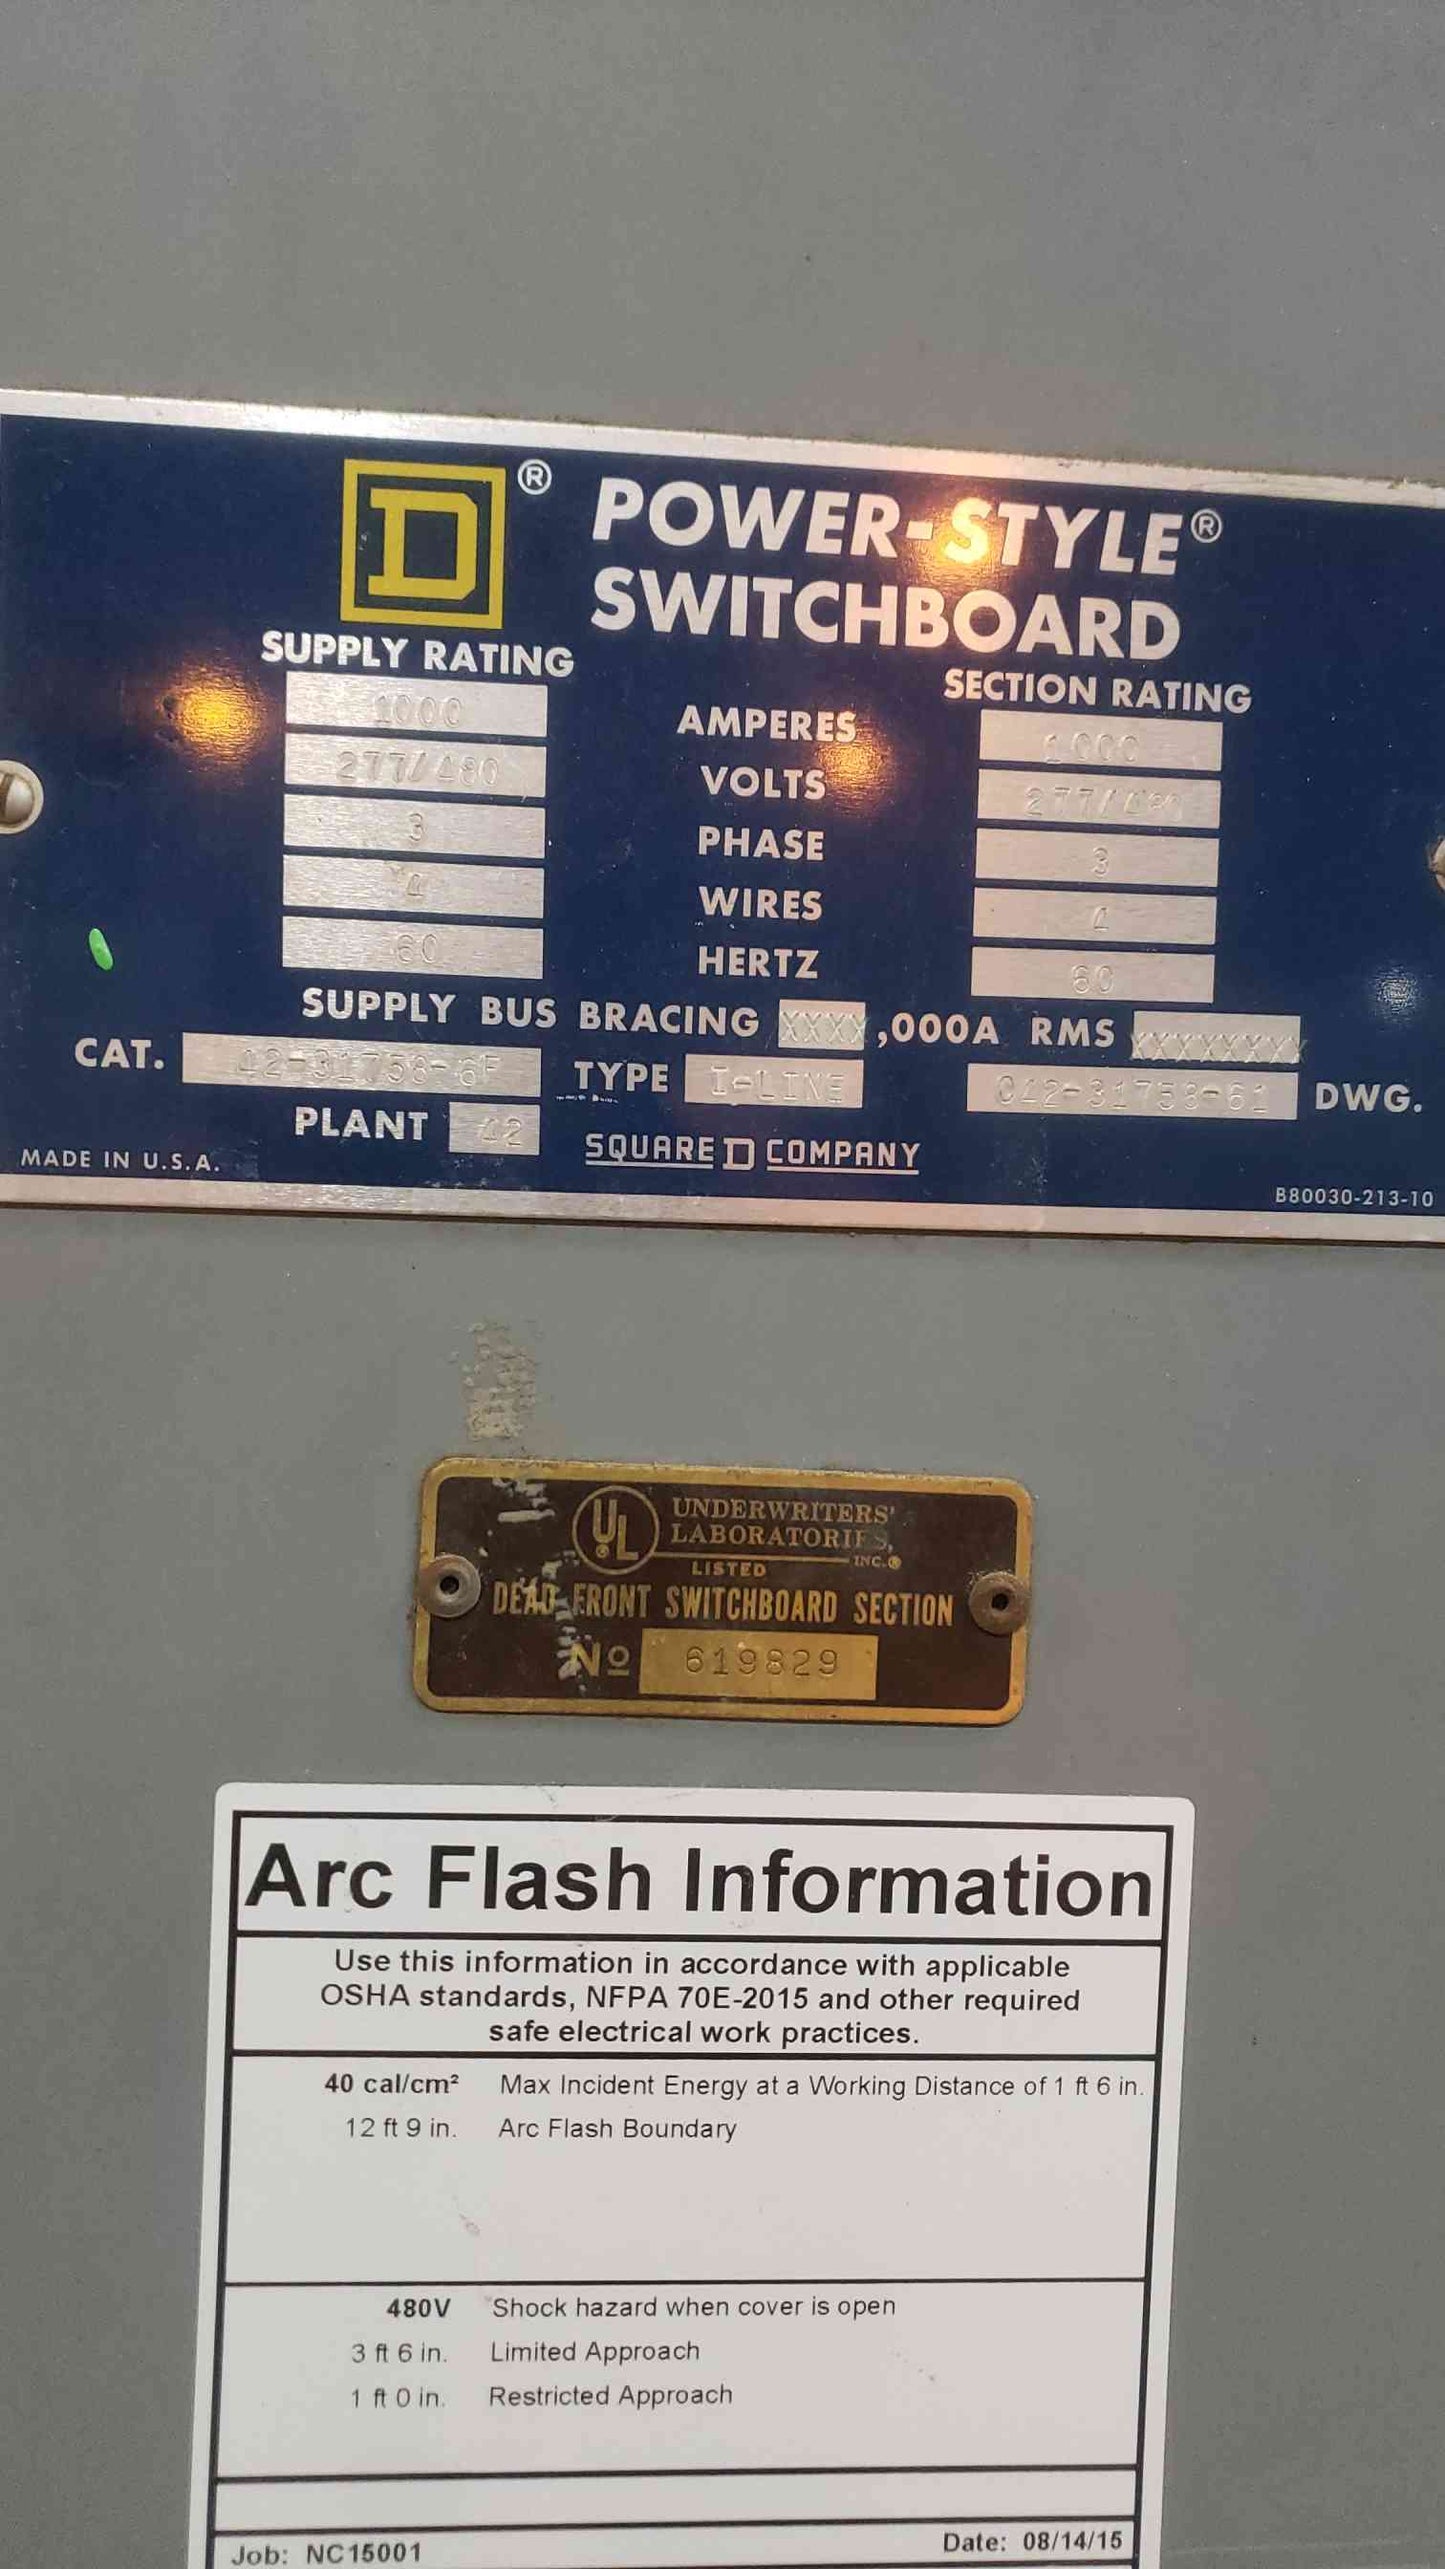 D ®
POWER-STYLE®
SWITCHBOARD
SUPPLY RATING
SECTION RATING
1000 AMPERES 1000
277/480 VOLTS 277/480
3 PHASE 3
4 WIRES 4
60 HERTZ 60
SUPPLY BUS BRACING XXXX ,000A RMS XXXXXXXX
CAT. TYPE I-LINE DWG.
PLANT 42
SQUARE D COMPANY
MADE IN U.S.A.
B80030-213-10
UL® UNDERWRITERS'
LABORATORIES,
INC.®
LISTED
DEAD FRONT SWITCHBOARD SECTION
No 619829
Arc Flash Information
Use this information in accordance with applicable
OSHA standards, NFPA 70E-2015 and other required
safe electrical work practices.
40 cal/cm² Max Incident Energy at a Working Distance of 1 ft 6 in.
12 ft 9 in. Arc Flash Boundary
480V Shock hazard when cover is open
3 ft 6 in. Limited Approach
1 ft 0 in. Restricted Approach
Job: NC15001 Date: 08/14/15